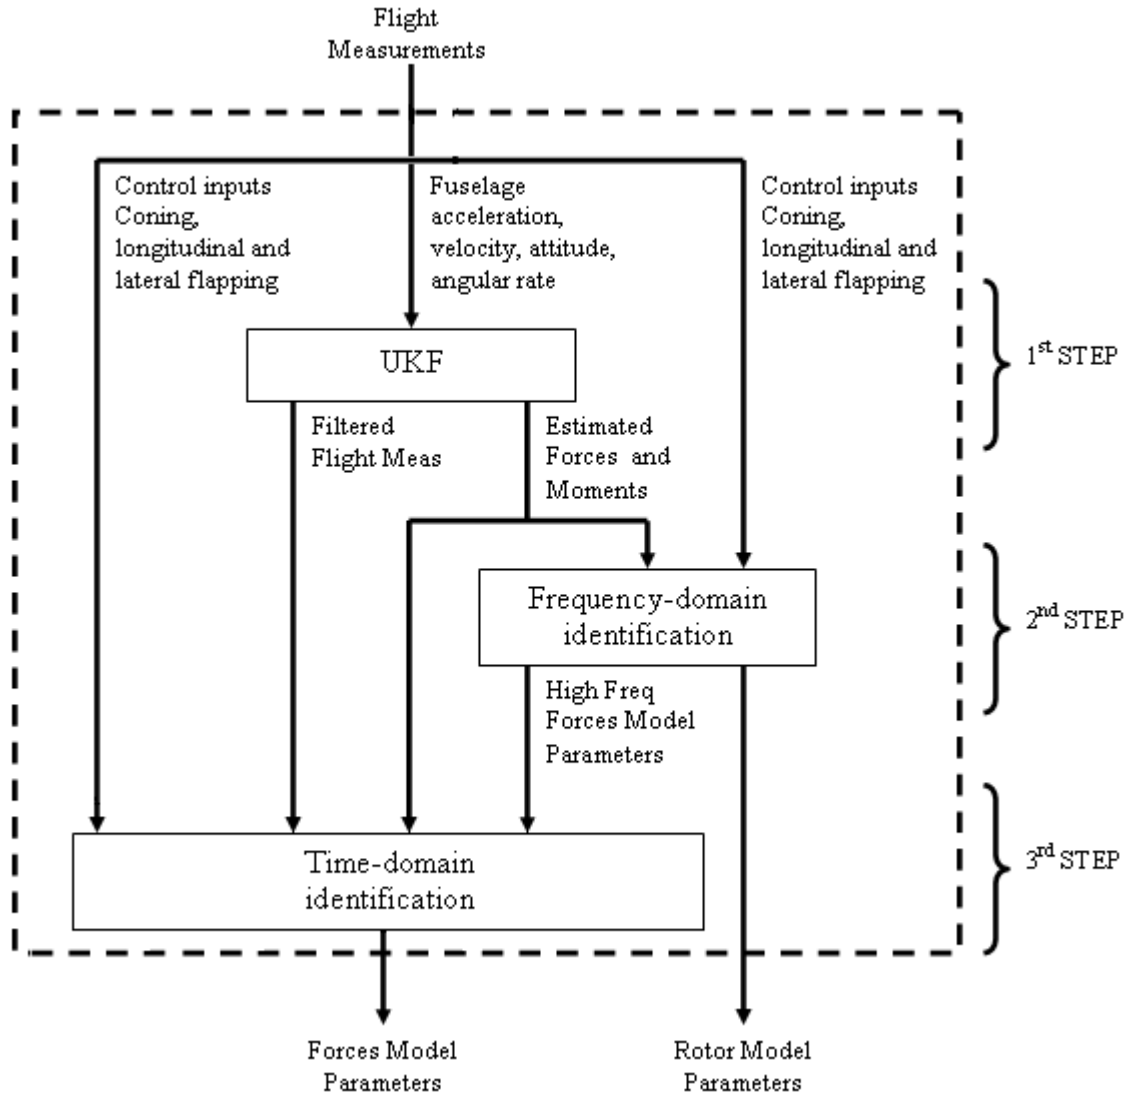 Flight
Measurements
Control inputs
Coning,
longitudinal and
lateral flapping
Fuselage
acceleration,
velocity, attitude,
angular rate
Control inputs
Coning,
longitudinal and
lateral flapping
UKF
1st STEP
Filtered
Flight Meas
Estimated
Forces and
Moments
Frequency-domain
identification
2nd STEP
High Freq
Forces Model
Parameters
Time-domain
identification
3rd STEP
Forces Model
Parameters
Rotor Model
Parameters